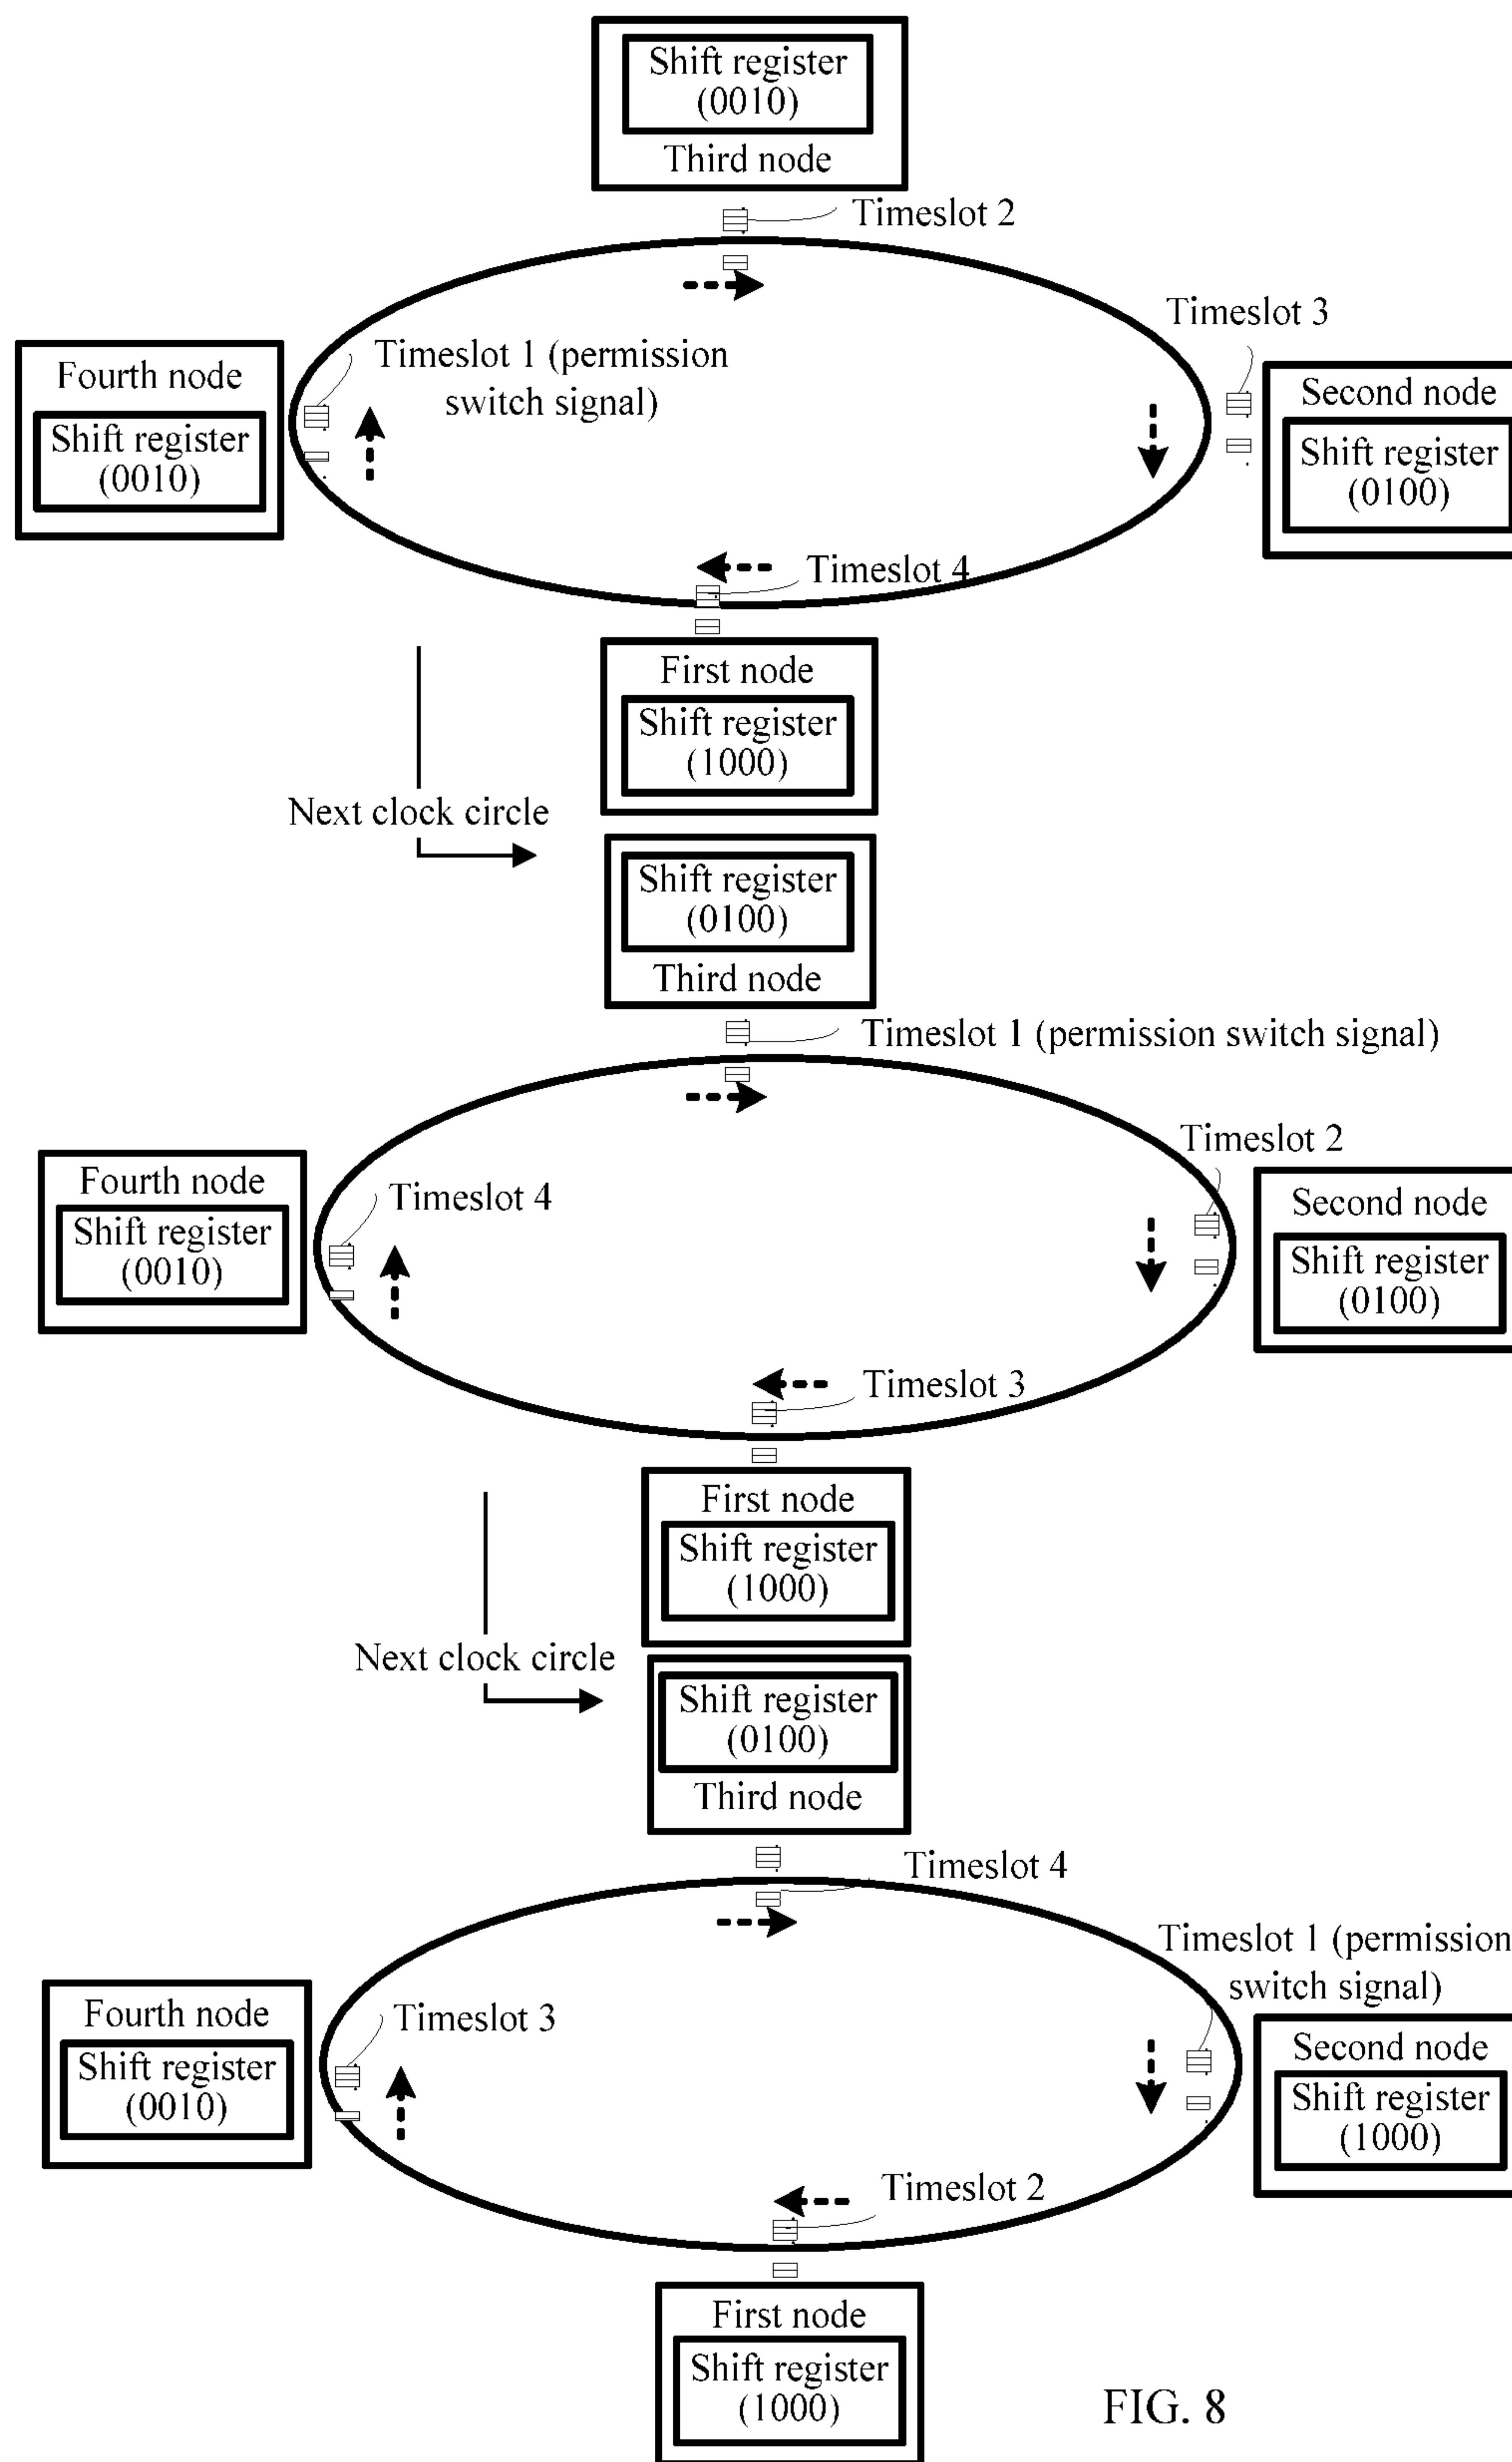 Shift register
(0010)
Third node
Timeslot 2
Timeslot 3
Timeslot 1 (permission
switch signal)
Fourth node
Shift register
(0010)
Second node
Shift register
(0100)
Timeslot 4
First node
Shift register
(1000)
Next clock circle
Shift register
(0100)
Third node
Timeslot 1 (permission switch signal)
Timeslot 2
Fourth node
Shift register
(0010)
Timeslot 4
Second node
Shift register
(0100)
Timeslot 3
First node
Shift register
(1000)
Next clock circle
Shift register
(0100)
Third node
Timeslot 4
Timeslot 1 (permission
switch signal)
Fourth node
Shift register
(0010)
Timeslot 3
Second node
Shift register
(1000)
Timeslot 2
First node
Shift register
(1000)
FIG. 8